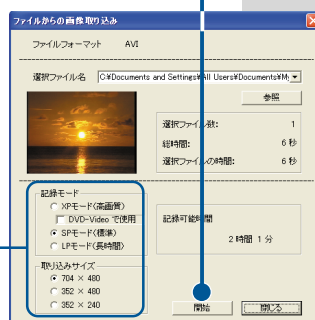 ファイルからの画像取り込み
ファイルフォーマット AVI
選択ファイル名 C:¥Documents and Settings¥All Users¥Documents¥My
参照
選択ファイル数: 1
総時間: 6 秒
選択ファイルの時間: 6 秒
記録モード
XPモード(高画質)
DVD-Video で使用
SPモード(標準)
LPモード(長時間)
記録可能時間
2 時間 1 分
取り込みサイズ
704 × 480
352 × 480
352 × 240
開始
閉じる